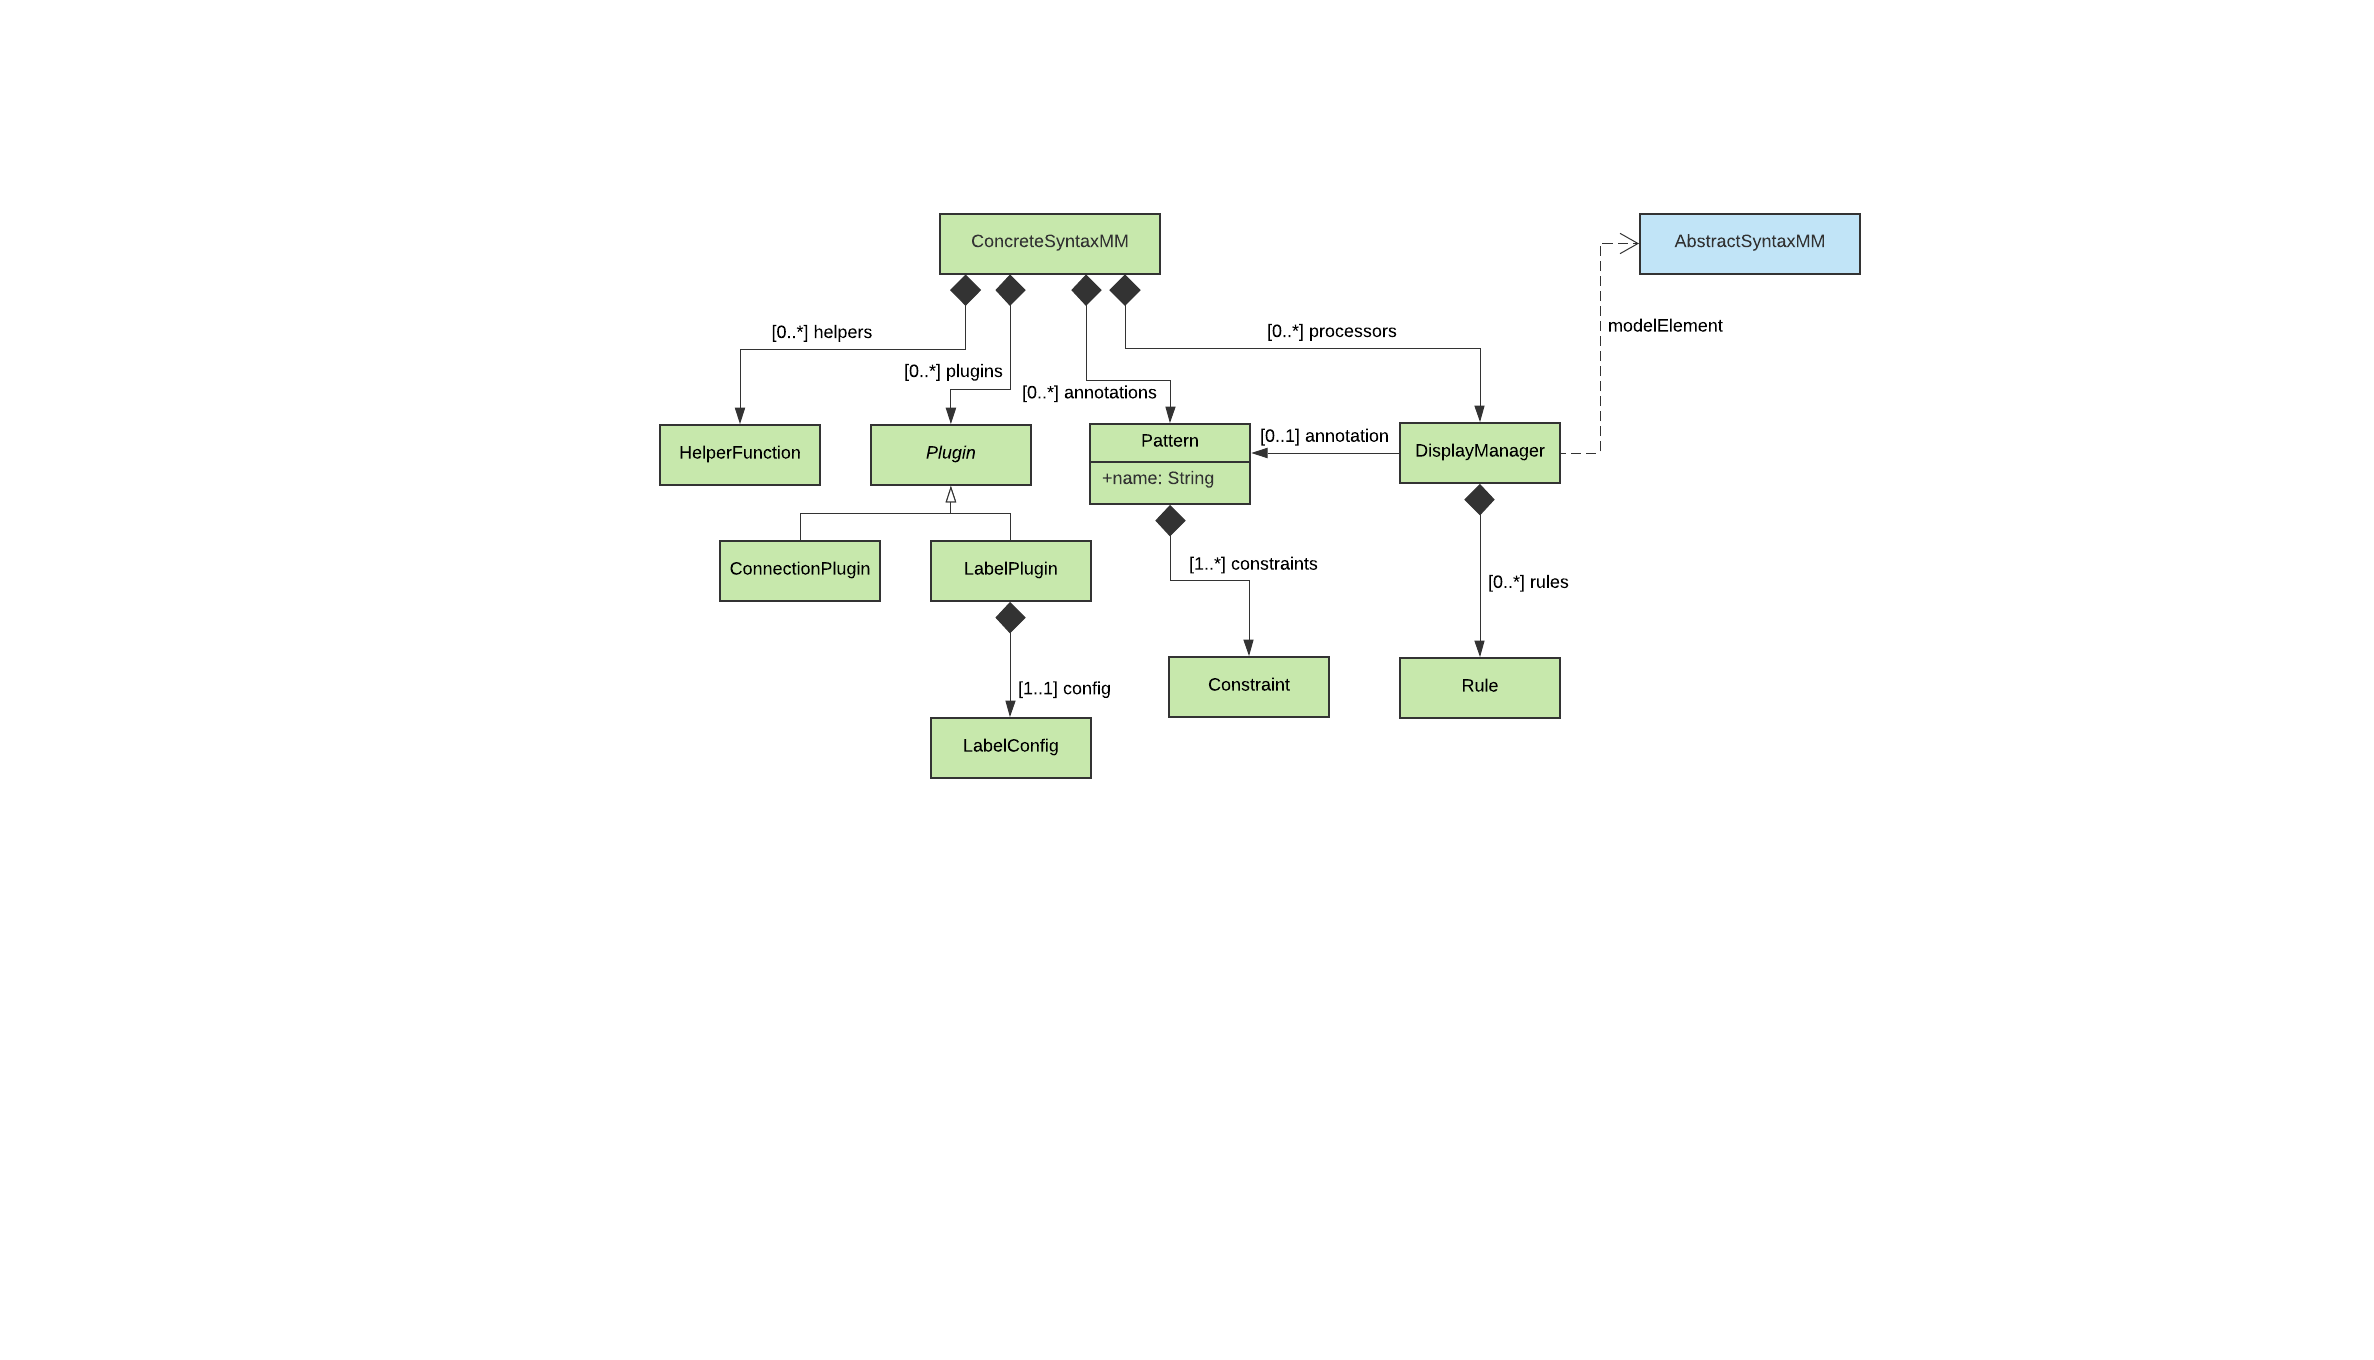 ConcreteSyntaxMM
AbstractSyntaxMM
[0..*] helpers
[0..*] processors
modelElement
[0..*] plugins
[0..*] annotations
HelperFunction
Plugin
Pattern
+name: String
[0..1] annotation
DisplayManager
ConnectionPlugin
LabelPlugin
[1..*] constraints
[0..*] rules
[1..1] config
Constraint
Rule
LabelConfig